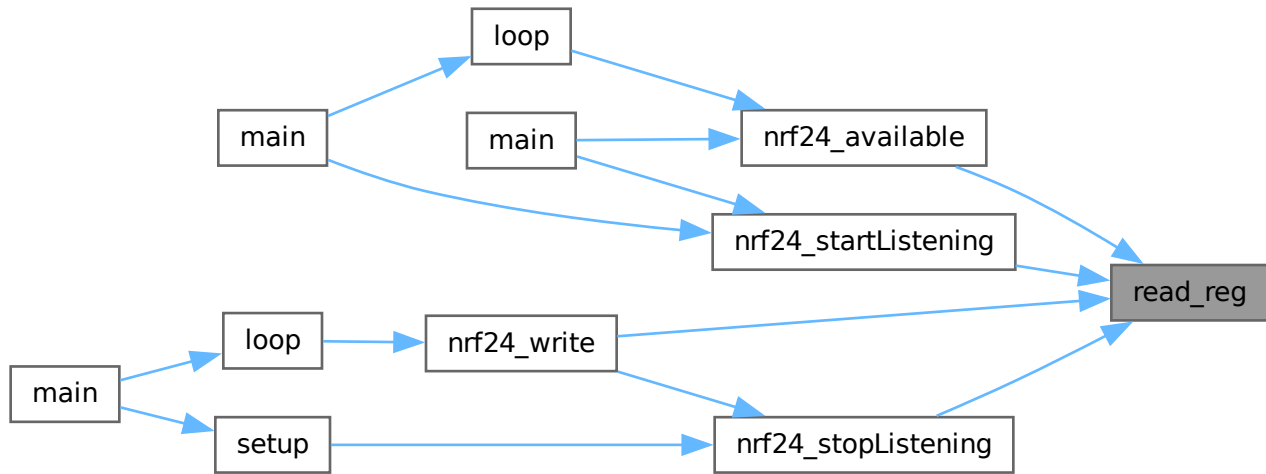 loop
main
main
nrf24_available
nrf24_startListening
read_reg
loop
nrf24_write
main
setup
nrf24_stopListening